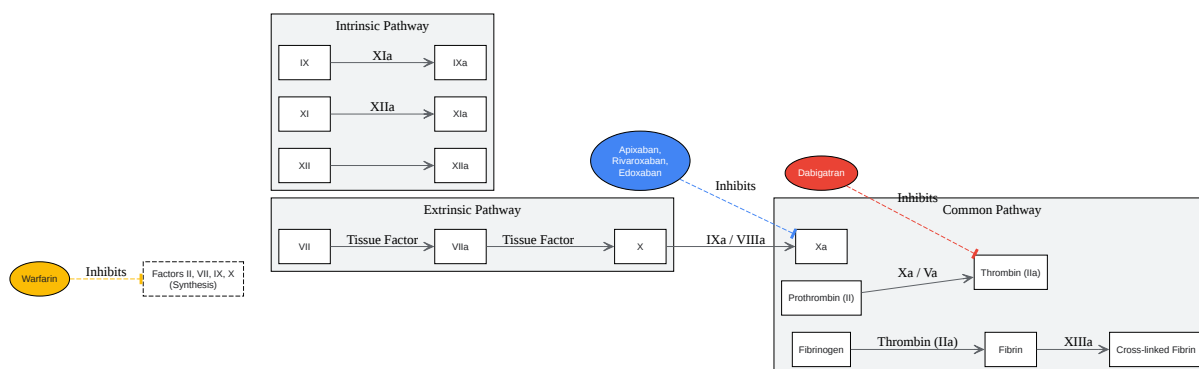 Intrinsic Pathway
IX
XIa
IXa
XI
XIIa
XIa
XII
XIIa
Extrinsic Pathway
VII
Tissue Factor
VIIa
Tissue Factor
X
IXa / VIIIa
Warfarin
Inhibits
Factors II, VII, IX, X
(Synthesis)
Apixaban,
Rivaroxaban,
Edoxaban
Inhibits
Dabigatran
Inhibits
Common Pathway
Xa
Prothrombin (II)
Xa / Va
Thrombin (IIa)
Fibrinogen
Thrombin (IIa)
Fibrin
XIIIa
Cross-linked Fibrin